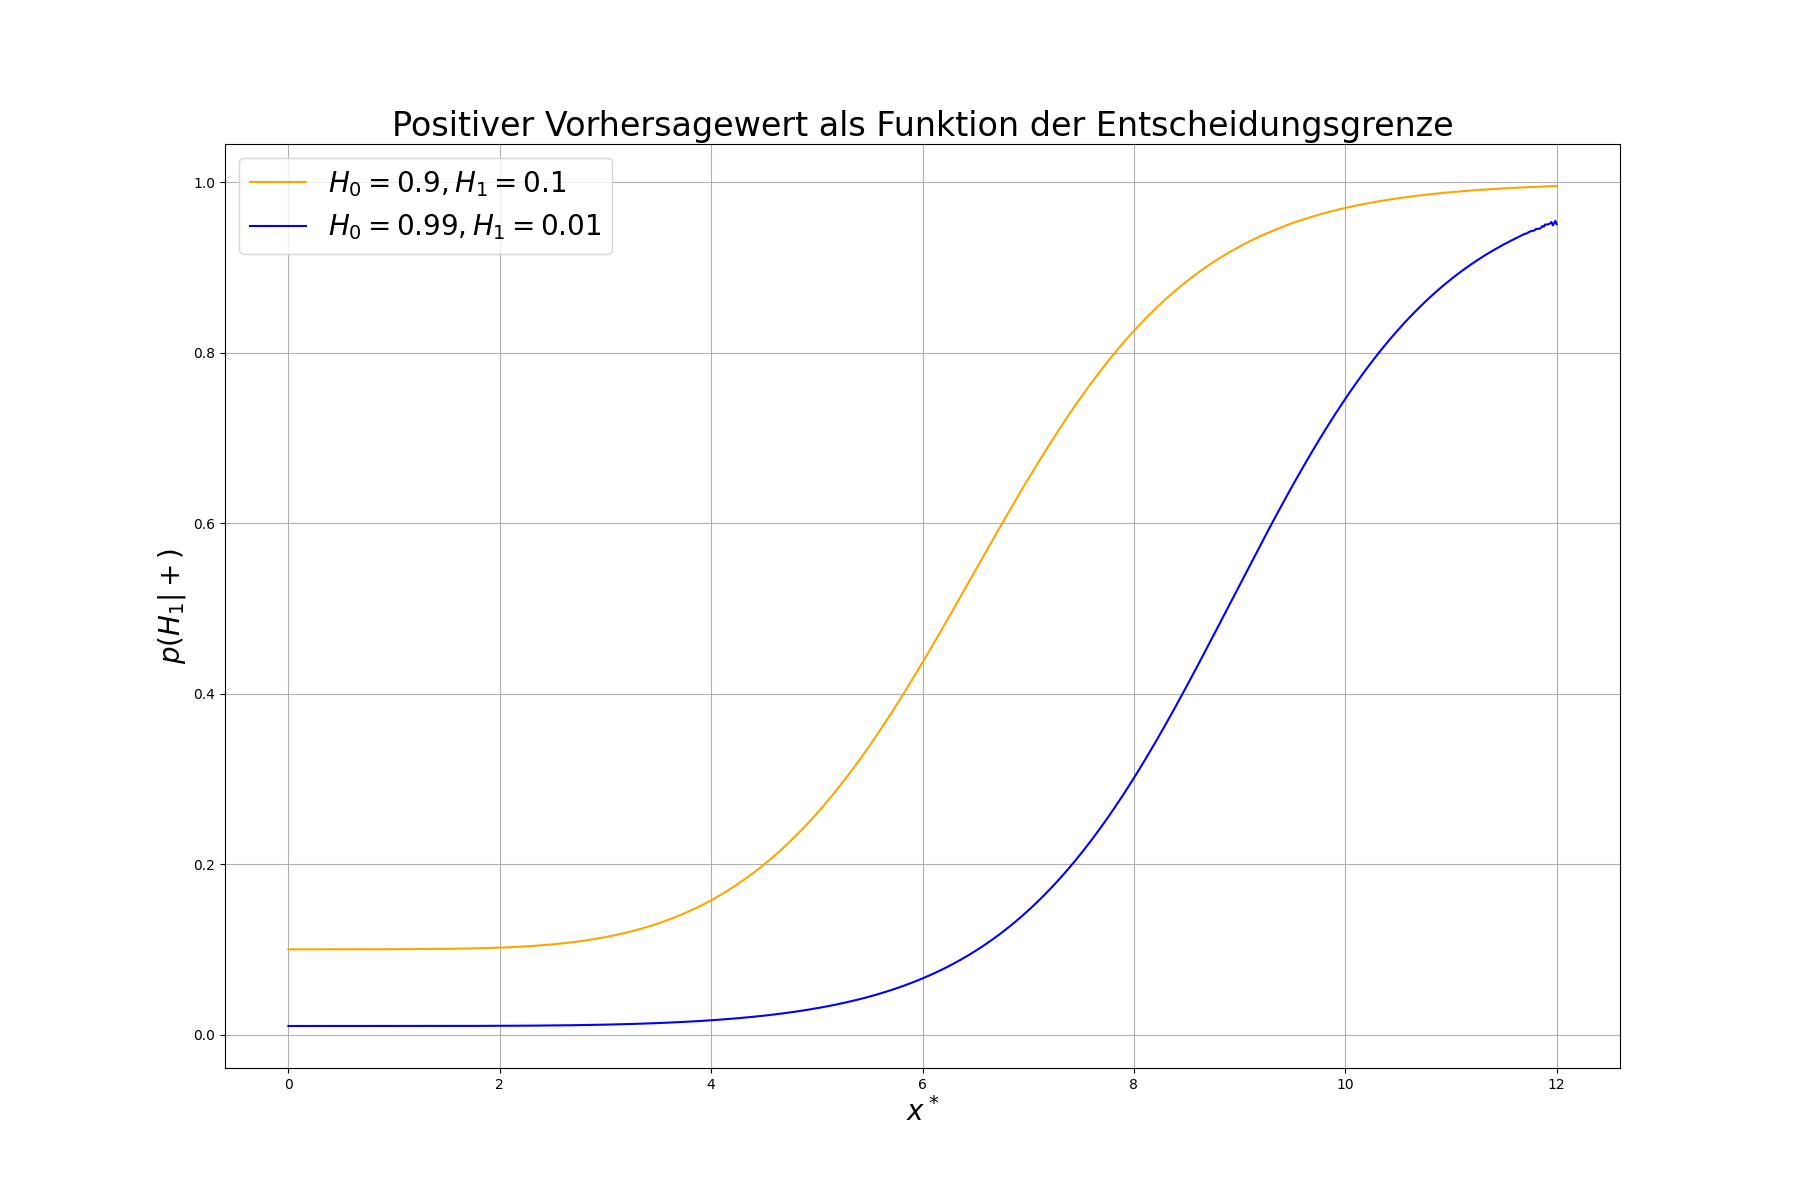 Positiver Vorhersagewert als Funktion der Entscheidungsgrenze
H₀ = 0.9, H₁ = 0.1
H₀ = 0.99, H₁ = 0.01
1.0
0.8
0.6
0.4
0.2
0.0
p(H₁| + )
0 2 4 6 8 10 12
x*